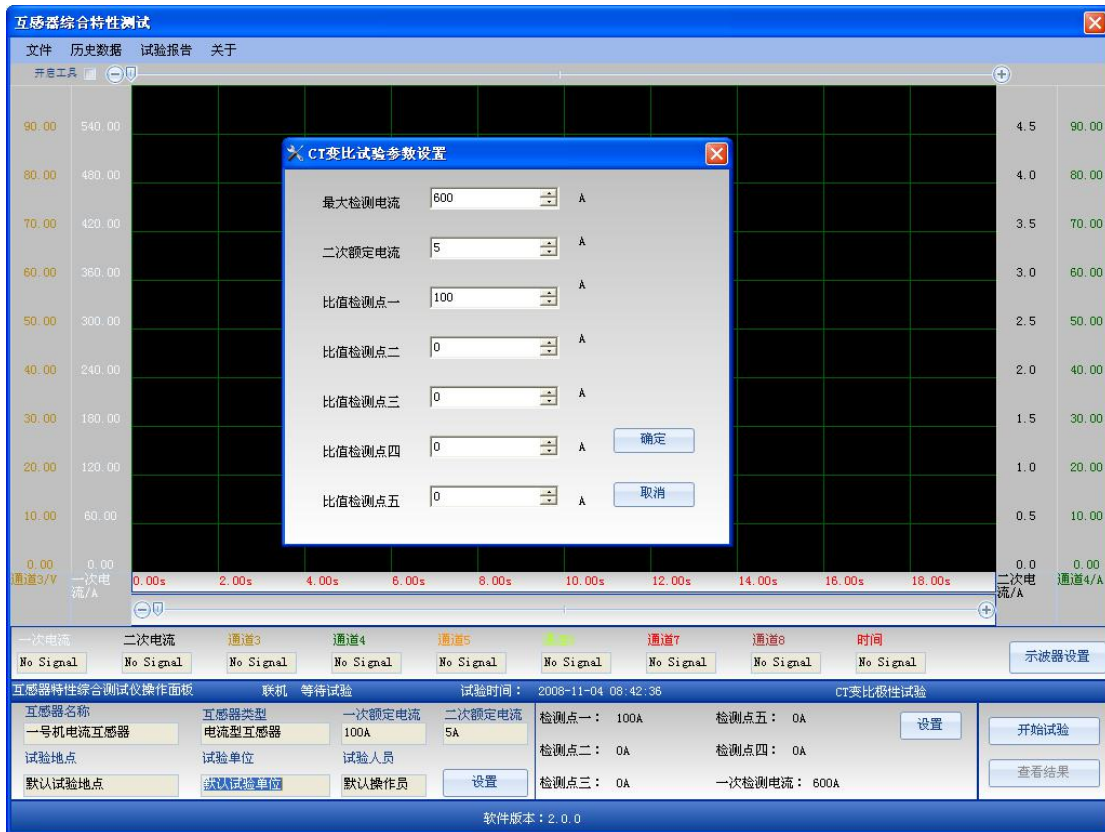 互感器综合特性测试
文件 历史数据 试验报告 关于
开启工具
90.00 540.00 4.5 90.00
CT变比试验参数设置
80.00 480.00 4.0 80.00
最大检测电流 600 A
70.00 420.00 3.5 70.00
二次额定电流 5 A
60.00 360.00 3.0 60.00
比值检测点一 100 A
50.00 300.00 2.5 50.00
比值检测点二 0 A
40.00 240.00 2.0 40.00
比值检测点三 0 A
30.00 180.00 1.5 30.00
比值检测点四 0 A 确定
20.00 120.00 1.0 20.00
比值检测点五 0 A 取消
10.00 60.00 0.5 10.00
0.00 0.00 0.0 0.00
通道3/V 一次电流/A 0.00s 2.00s 4.00s 6.00s 8.00s 10.00s 12.00s 14.00s 16.00s 18.00s 二次电流/A 通道4/A
一次电流 二次电流 通道3 通道4 通道5 通道7 通道8 时间
No Signal No Signal No Signal No Signal No Signal No Signal No Signal No Signal No Signal 示波器设置
互感器特性综合测试仪操作面板 联机 等待试验 试验时间： 2008-11-04 08:42:36 CT变比极性试验
互感器名称 互感器类型 一次额定电流 二次额定电流
一号机电流互感器 电流型互感器 100A 5A
检测点一： 100A 检测点五： 0A 设置 开始试验
试验地点 试验单位 试验人员
检测点二： 0A 检测点四： 0A
默认试验地点 默认试验单位 默认操作员 设置
检测点三： 0A 一次检测电流： 600A 查看结果
软件版本：2.0.0